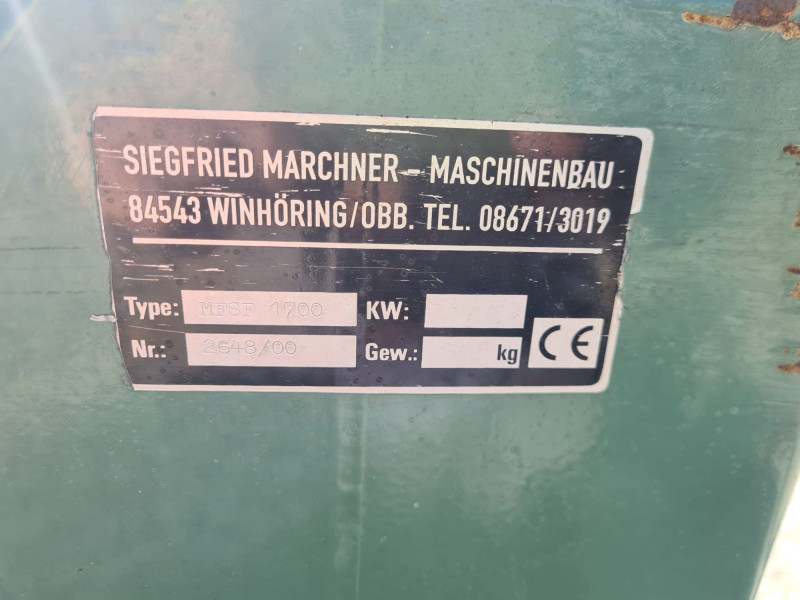 SIEGFRIED MARCHNER - MASCHINENBAU
84543 WINHÖRING/OBB. TEL. 08671/3019
Type: MFSF 1700 KW:
Nr.: 2648/00 Gew.: kg CE